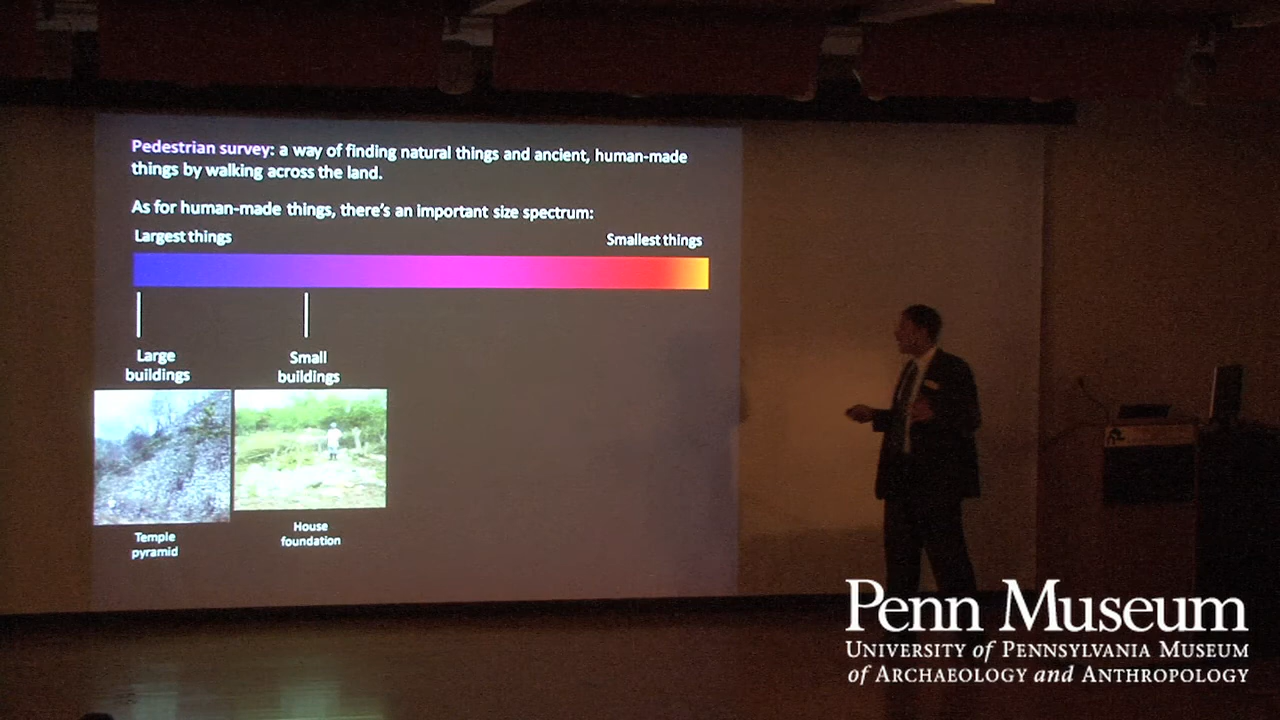 Pedestrian survey: a way of finding natural things and ancient, human-made
things by walking across the land.
As for human-made things, there's an important size spectrum:
Largest things
Smallest things
Large
buildings
Small
buildings
Temple
pyramid
House
foundation
Penn Museum
University of Pennsylvania Museum
of Archaeology and Anthropology